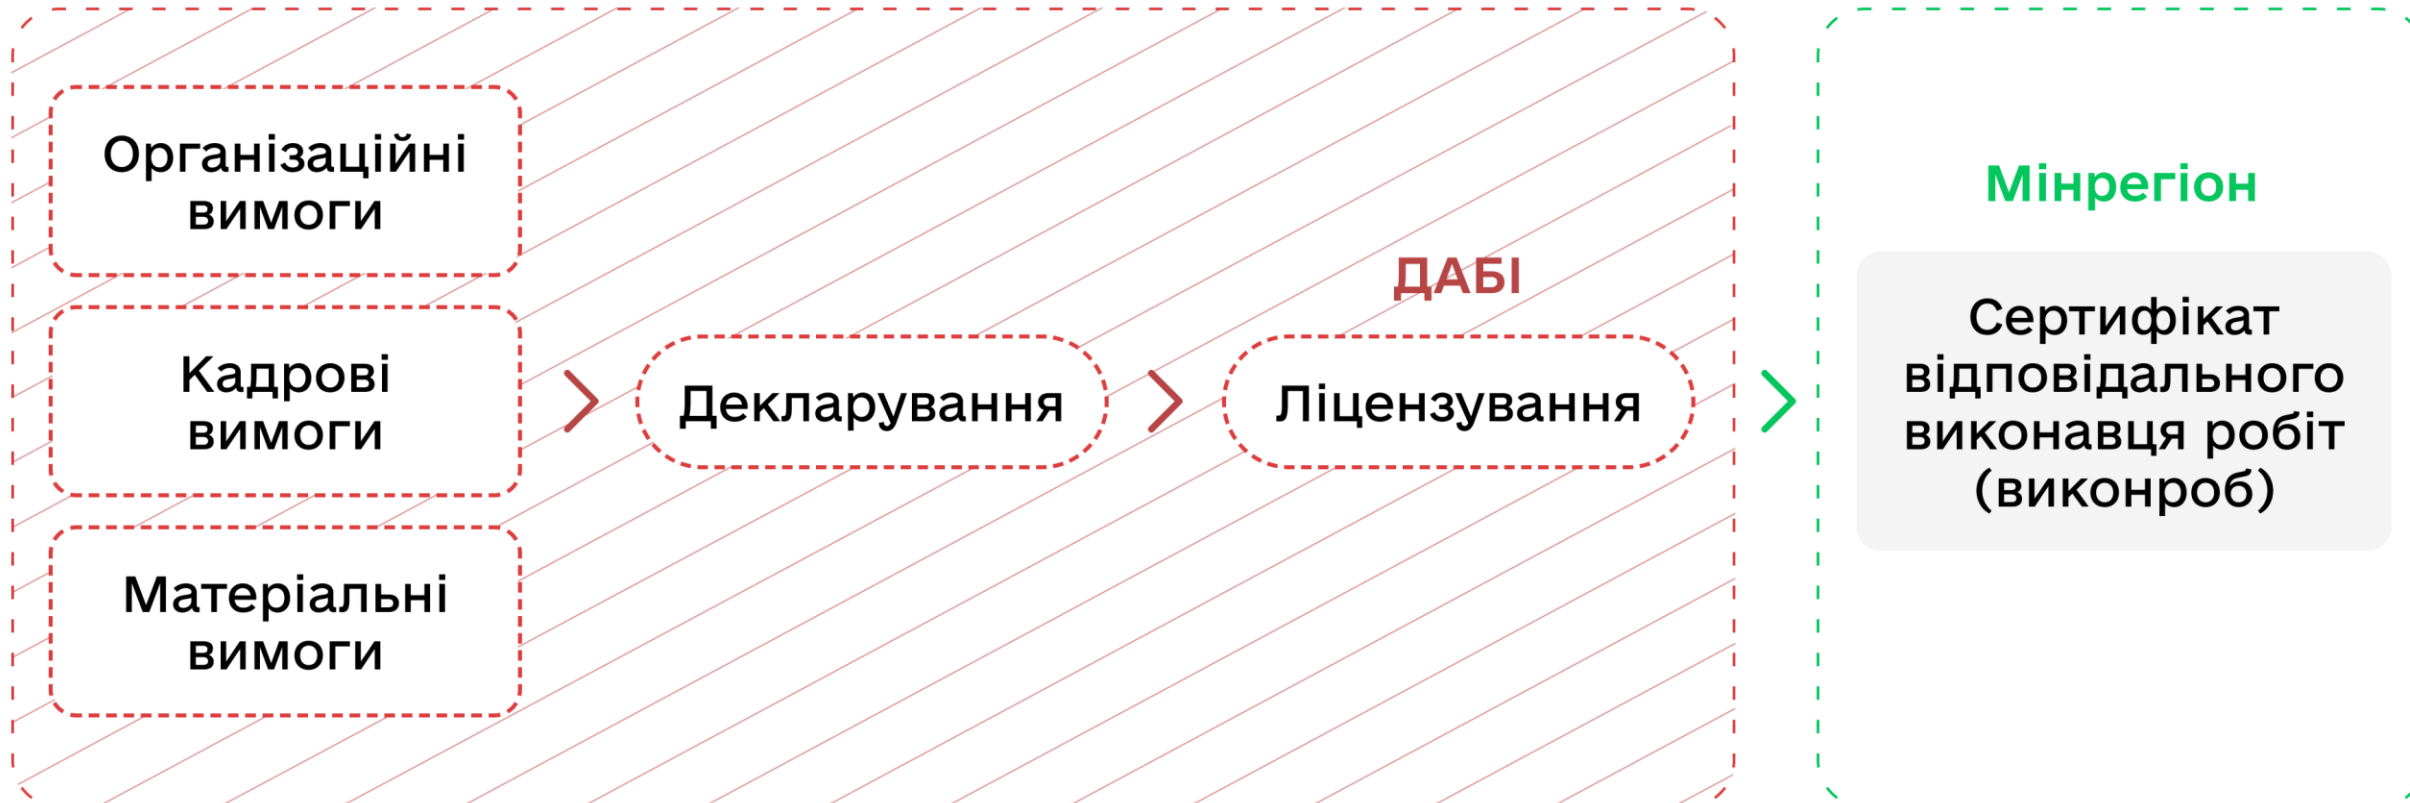 Організаційні
вимоги
Кадрові
вимоги
Матеріальні
вимоги
Декларування
ДАБІ
Ліцензування
Мінрегіон
Сертифікат
відповідального
виконавця робіт
(виконроб)